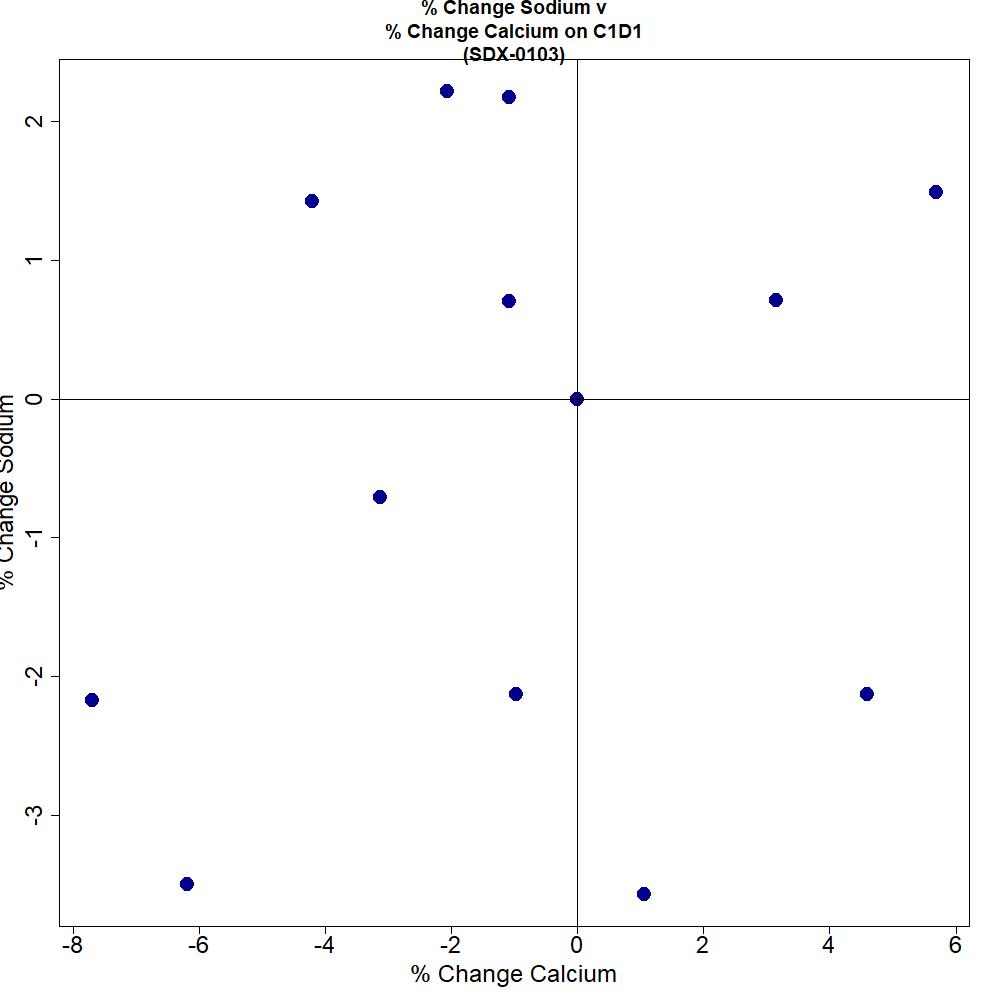 % Change Sodium v
% Change Calcium on C1D1
(SDX-0103)
2
1
0
-1
-2
-3
% Change Sodium
-8
-6
-4
-2
0
2
4
6
% Change Calcium